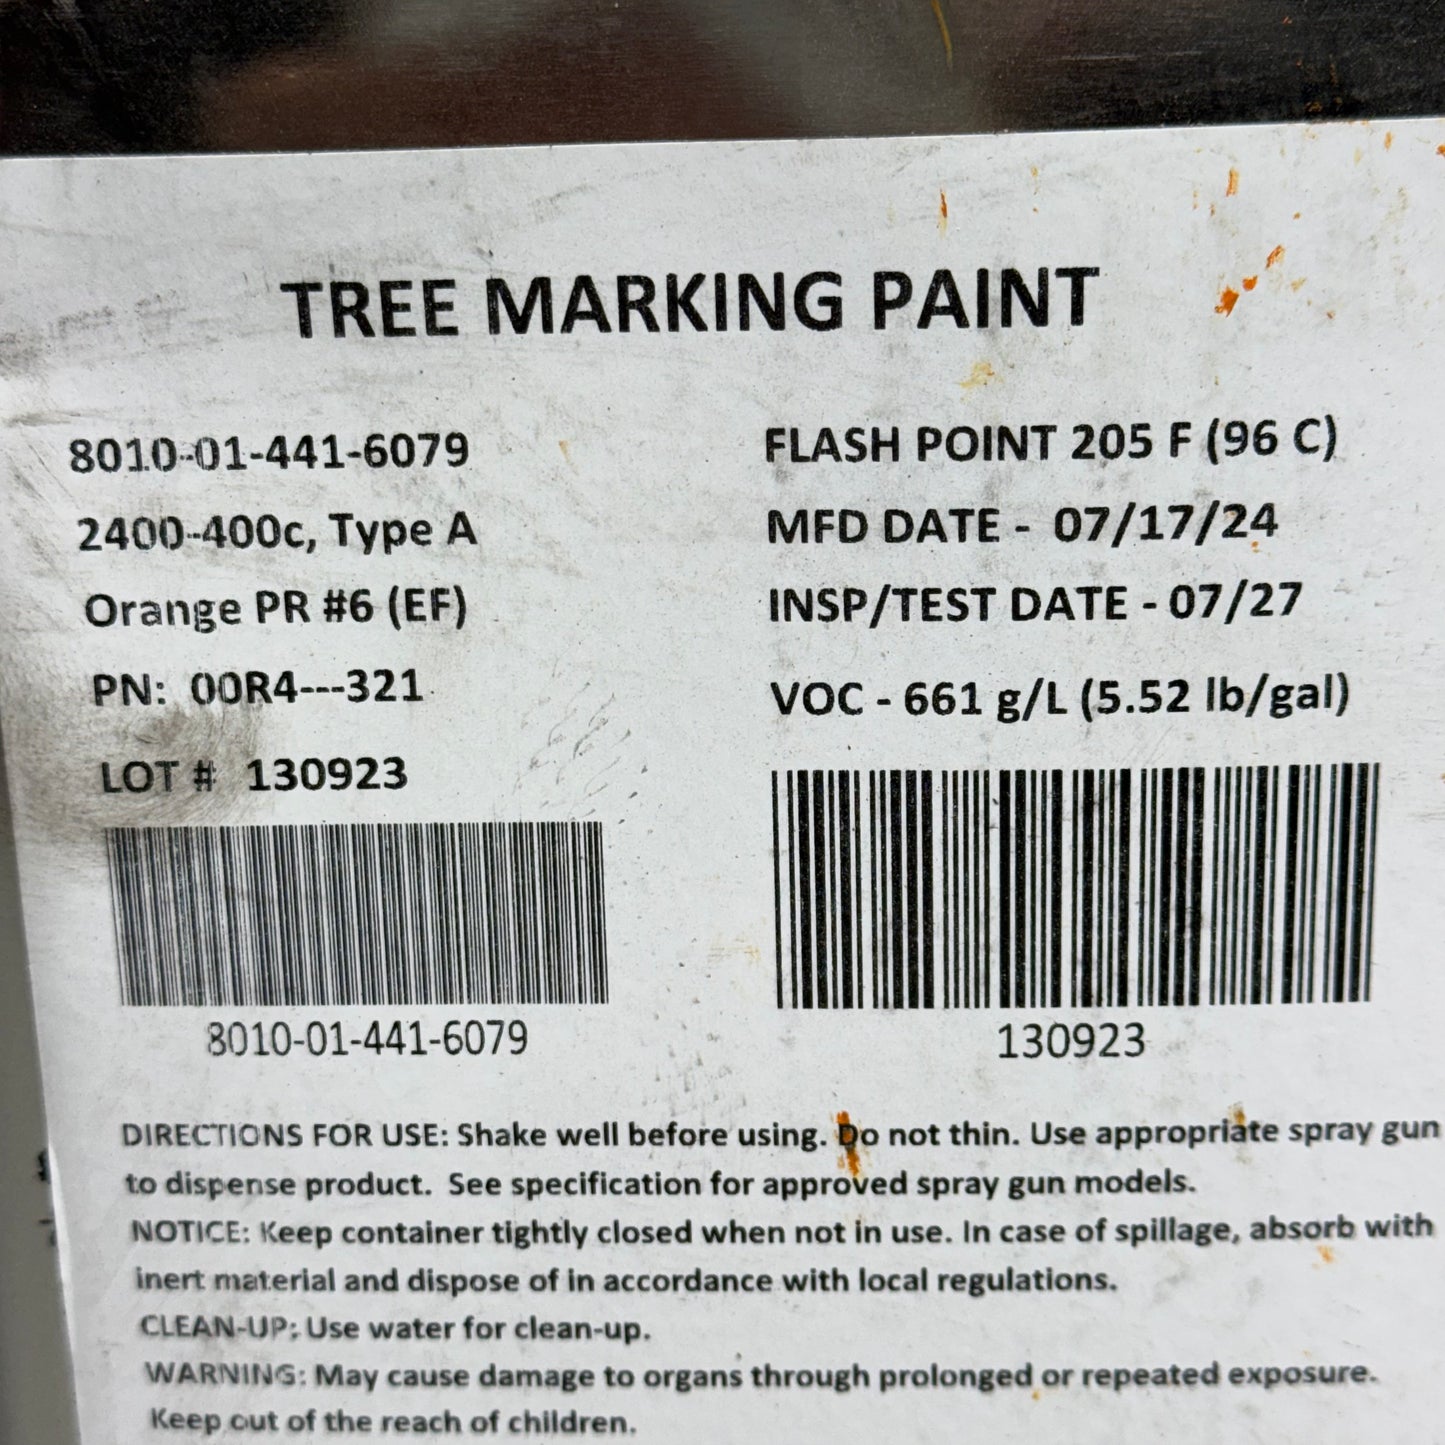 TREE MARKING PAINT
8010-01-441-6079
2400-400c, Type A
Orange PR #6 (EF)
PN: 00R4---321
LOT # 130923
FLASH POINT 205 F (96 C)
MFD DATE - 07/17/24
INSP/TEST DATE - 07/27
VOC - 661 g/L (5.52 lb/gal)
8010-01-441-6079
130923
DIRECTIONS FOR USE: Shake well before using. Do not thin. Use appropriate spray gun
to dispense product. See specification for approved spray gun models.
NOTICE: Keep container tightly closed when not in use. In case of spillage, absorb with
inert material and dispose of in accordance with local regulations.
CLEAN-UP: Use water for clean-up.
WARNING: May cause damage to organs through prolonged or repeated exposure.
Keep out of the reach of children.